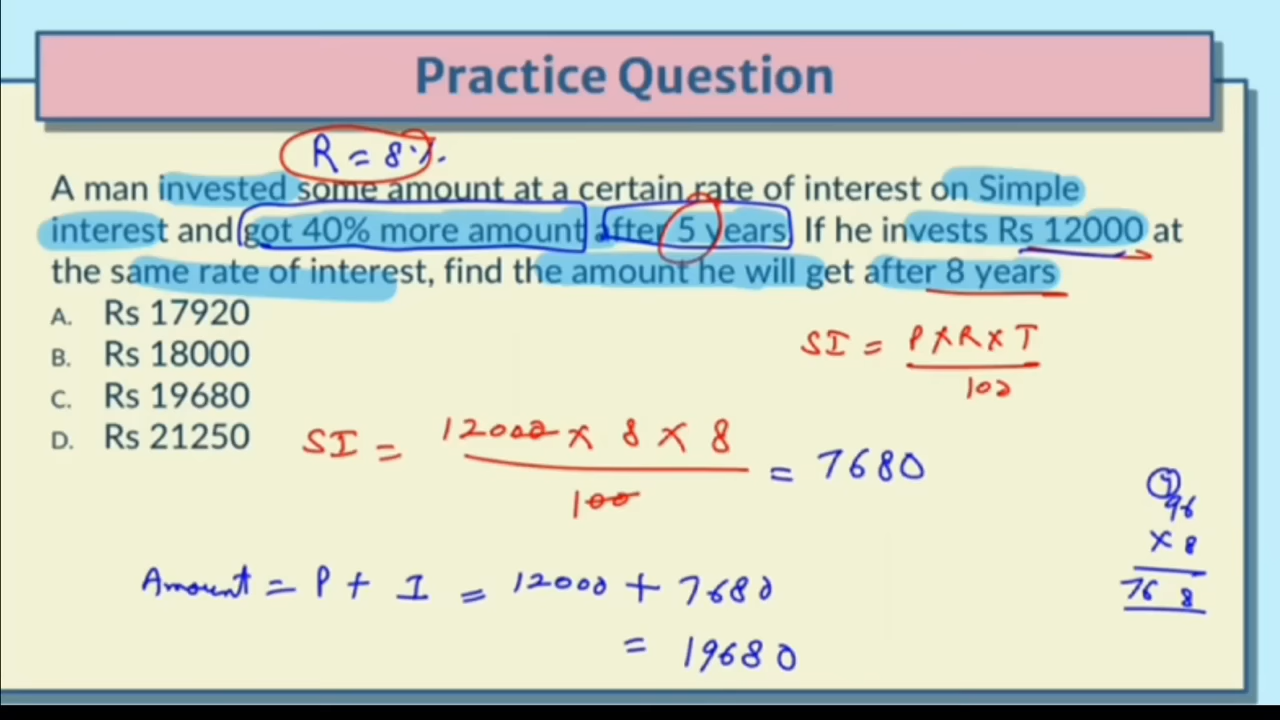 Practice Question
R = 8%.
A man invested some amount at a certain rate of interest on Simple
interest and got 40% more amount after 5 years. If he invests Rs 12000 at
the same rate of interest, find the amount he will get after 8 years
A. Rs 17920
B. Rs 18000
C. Rs 19680
D. Rs 21250
SI = P X R X T
100
SI = 12000 X 8 X 8
100
= 7680
96
X 8
768
Amount = P + I = 12000 + 7680
= 19680